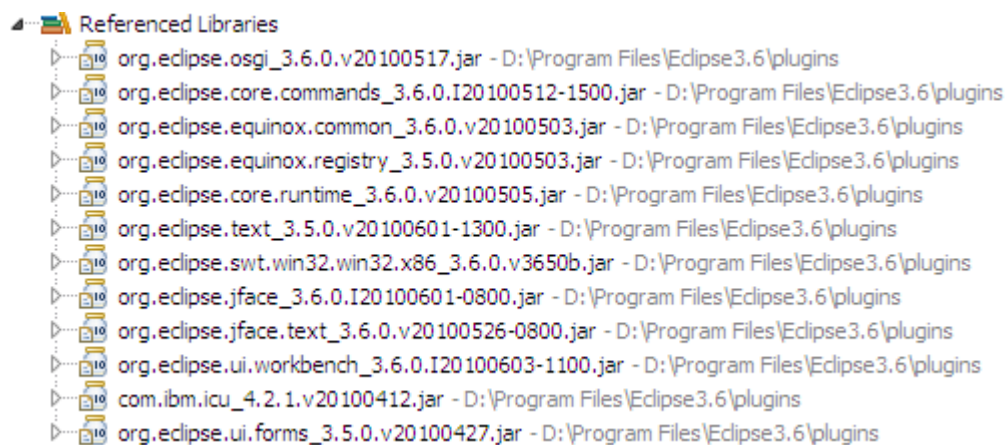 Referenced Libraries
org.eclipse.osgi_3.6.0.v20100517.jar - D:\Program Files\Eclipse3.6\plugins
org.eclipse.core.commands_3.6.0.I20100512-1500.jar - D:\Program Files\Eclipse3.6\plugins
org.eclipse.equinox.common_3.6.0.v20100503.jar - D:\Program Files\Eclipse3.6\plugins
org.eclipse.equinox.registry_3.5.0.v20100503.jar - D:\Program Files\Eclipse3.6\plugins
org.eclipse.core.runtime_3.6.0.v20100505.jar - D:\Program Files\Eclipse3.6\plugins
org.eclipse.text_3.5.0.v20100601-1300.jar - D:\Program Files\Eclipse3.6\plugins
org.eclipse.swt.win32.win32.x86_3.6.0.v3650b.jar - D:\Program Files\Eclipse3.6\plugins
org.eclipse.jface_3.6.0.I20100601-0800.jar - D:\Program Files\Eclipse3.6\plugins
org.eclipse.jface.text_3.6.0.v20100526-0800.jar - D:\Program Files\Eclipse3.6\plugins
org.eclipse.ui.workbench_3.6.0.I20100603-1100.jar - D:\Program Files\Eclipse3.6\plugins
com.ibm.icu_4.2.1.v20100412.jar - D:\Program Files\Eclipse3.6\plugins
org.eclipse.ui.forms_3.5.0.v20100427.jar - D:\Program Files\Eclipse3.6\plugins